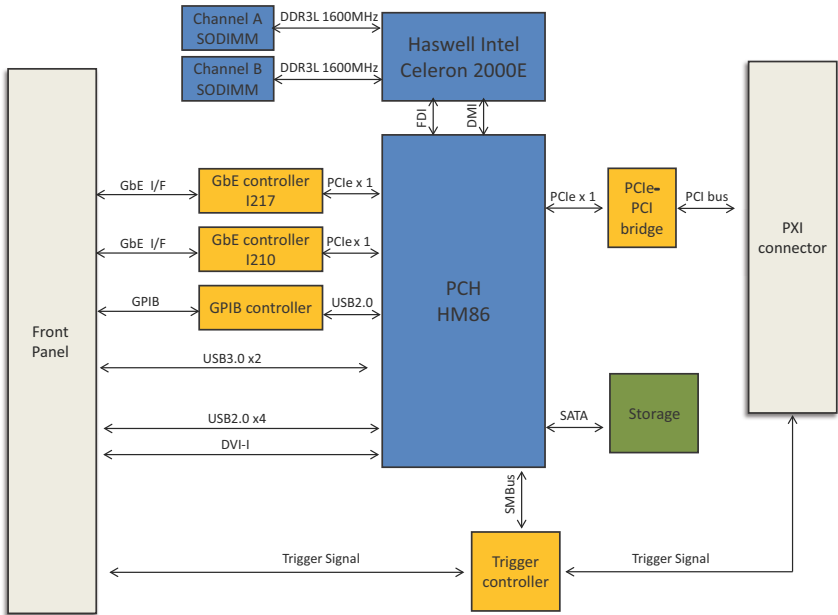 Channel A
SODIMM
DDR3L 1600MHz
Haswell Intel
Celeron 2000E
Channel B
SODIMM
DDR3L 1600MHz
FDI
DMI
GbE I/F
GbE controller
I217
PCIe x 1
PCIe x 1
PCIe-
PCI
bridge
PCI bus
PXI
connector
GbE I/F
GbE controller
I210
PCIe x 1
PCH
HM86
GPIB
GPIB controller
USB2.0
Front
Panel
USB3.0 x2
USB2.0 x4
SATA
Storage
DVI-I
SMBus
Trigger Signal
Trigger
controller
Trigger Signal